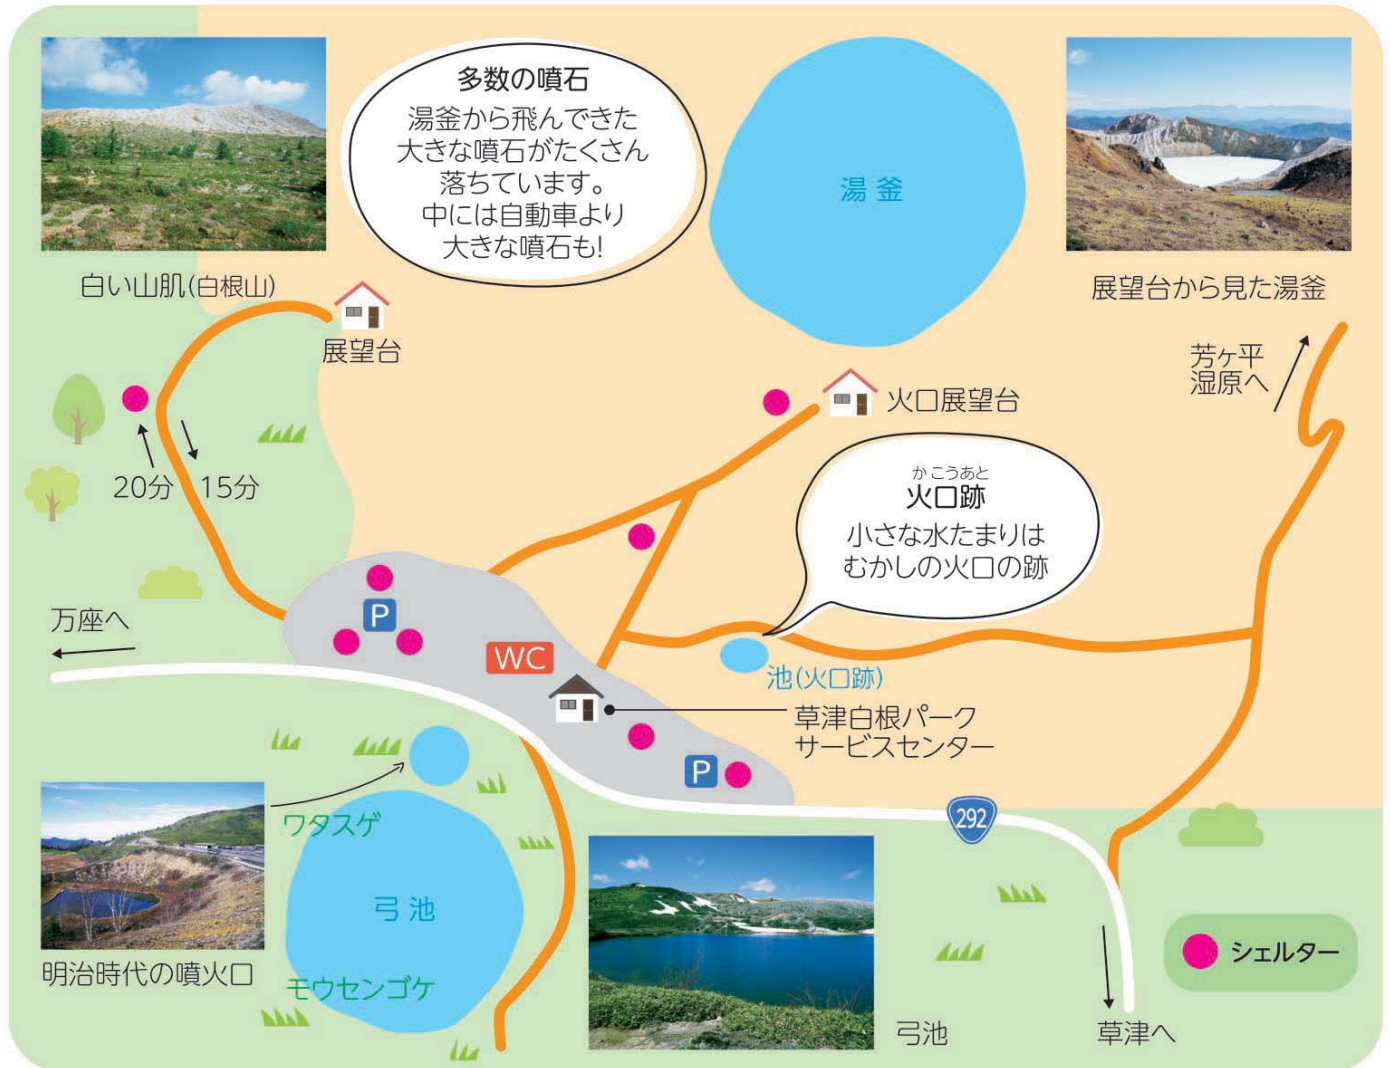 多数の噴石
湯釜から飛んできた
大きな噴石がたくさん
落ちています。
中には自動車より
大きな噴石も!
湯釜
白い山肌(白根山)
展望台から見た湯釜
展望台
芳ヶ平
湿原へ
火口展望台
20分
15分
かこうあと
火口跡
小さな水たまりは
むかしの火口の跡
万座へ
P
WC
池(火口跡)
草津白根パーク
サービスセンター
P
292
ワタスゲ
弓池
モウセンゴケ
明治時代の噴火口
弓池
草津へ
シェルター